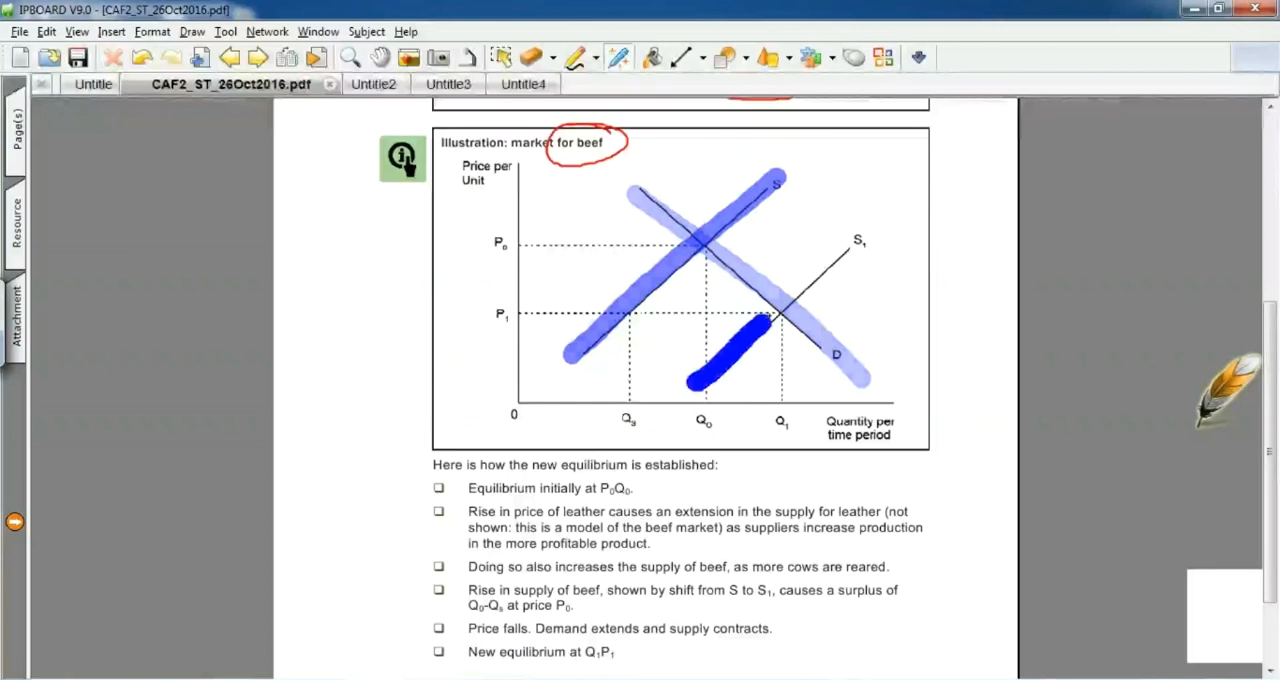 IPBOARD V9.0 - [CAF2_ST_26Oct2016.pdf]
File Edit View Insert Format Draw Tool Network Window Subject Help
Untitle CAF2_ST_26Oct2016.pdf Untitle2 Untitle3 Untitle4
Page(s)
Resource
Attachment
Illustration: market for beef
Price per
Unit
S
S1
P0
P1
D
0
Q0
Q1
Quantity per
time period
Here is how the new equilibrium is established:
Equilibrium initially at P0Q0.
Rise in price of leather causes an extension in the supply for leather (not
shown: this is a model of the beef market) as suppliers increase production
in the more profitable product.
Doing so also increases the supply of beef, as more cows are reared.
Rise in supply of beef, shown by shift from S to S1, causes a surplus of
Q0-Qs at price P0.
Price falls. Demand extends and supply contracts.
New equilibrium at Q1P1